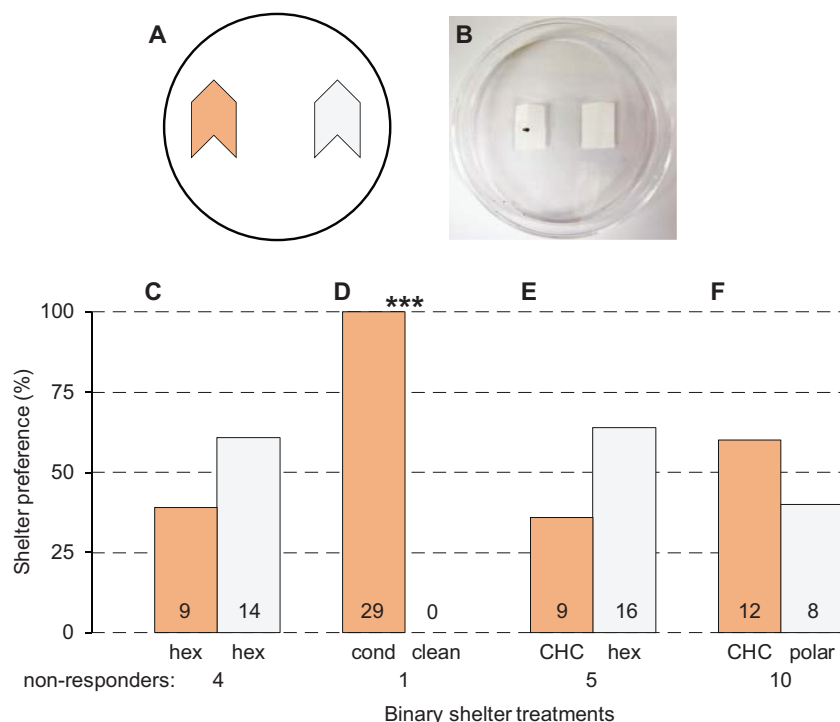 A
B
C
D
***
E
F
Shelter preference (%)
100
75
50
25
0
9
14
29
0
9
16
12
8
hex hex
cond clean
CHC hex
CHC polar
non-responders: 4 1 5 10
Binary shelter treatments